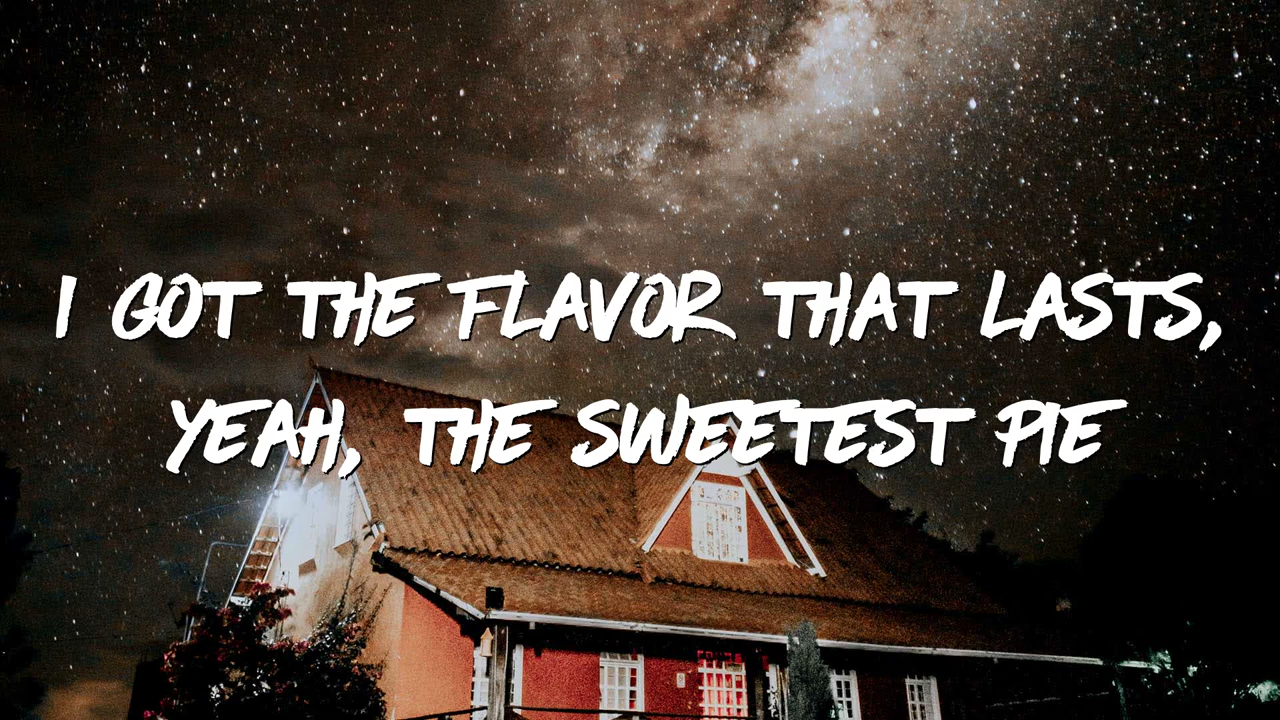 I GOT THE FLAVOR THAT LASTS,
YEAH, THE SWEETEST PIE